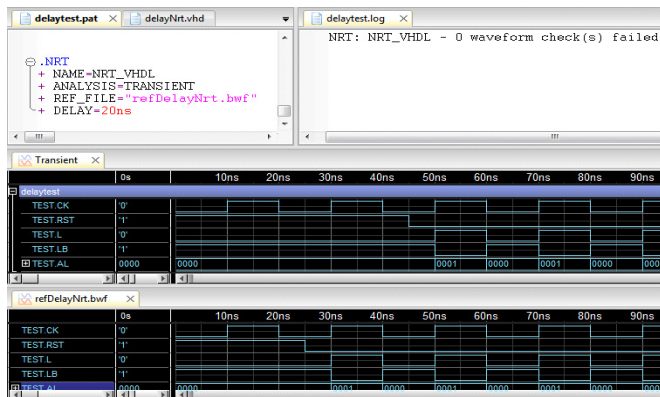 delaytest.pat × delayNrt.vhd
delaytest.log ×
.NRT
+ NAME=NRT_VHDL
+ ANALYSIS=TRANSIENT
+ REF_FILE="refDelayNrt.bwf"
+ DELAY=20ns
NRT: NRT_VHDL - 0 waveform check(s) failed
Transient ×
0s 10ns 20ns 30ns 40ns 50ns 60ns 70ns 80ns 90ns
delaytest
TEST.CK '0'
TEST.RST '1'
TEST.L '0'
TEST.LB '1'
TEST.AL 0000 0000 0001 0000 0001 0000 000
refDelayNrt.bwf ×
0s 10ns 20ns 30ns 40ns 50ns 60ns 70ns 80ns 90ns
TEST.CK '0'
TEST.RST '1'
TEST.L '0'
TEST.LB '1'
TEST.AL 0000 0000 0001 0000 0001 0000 0001 0000 000